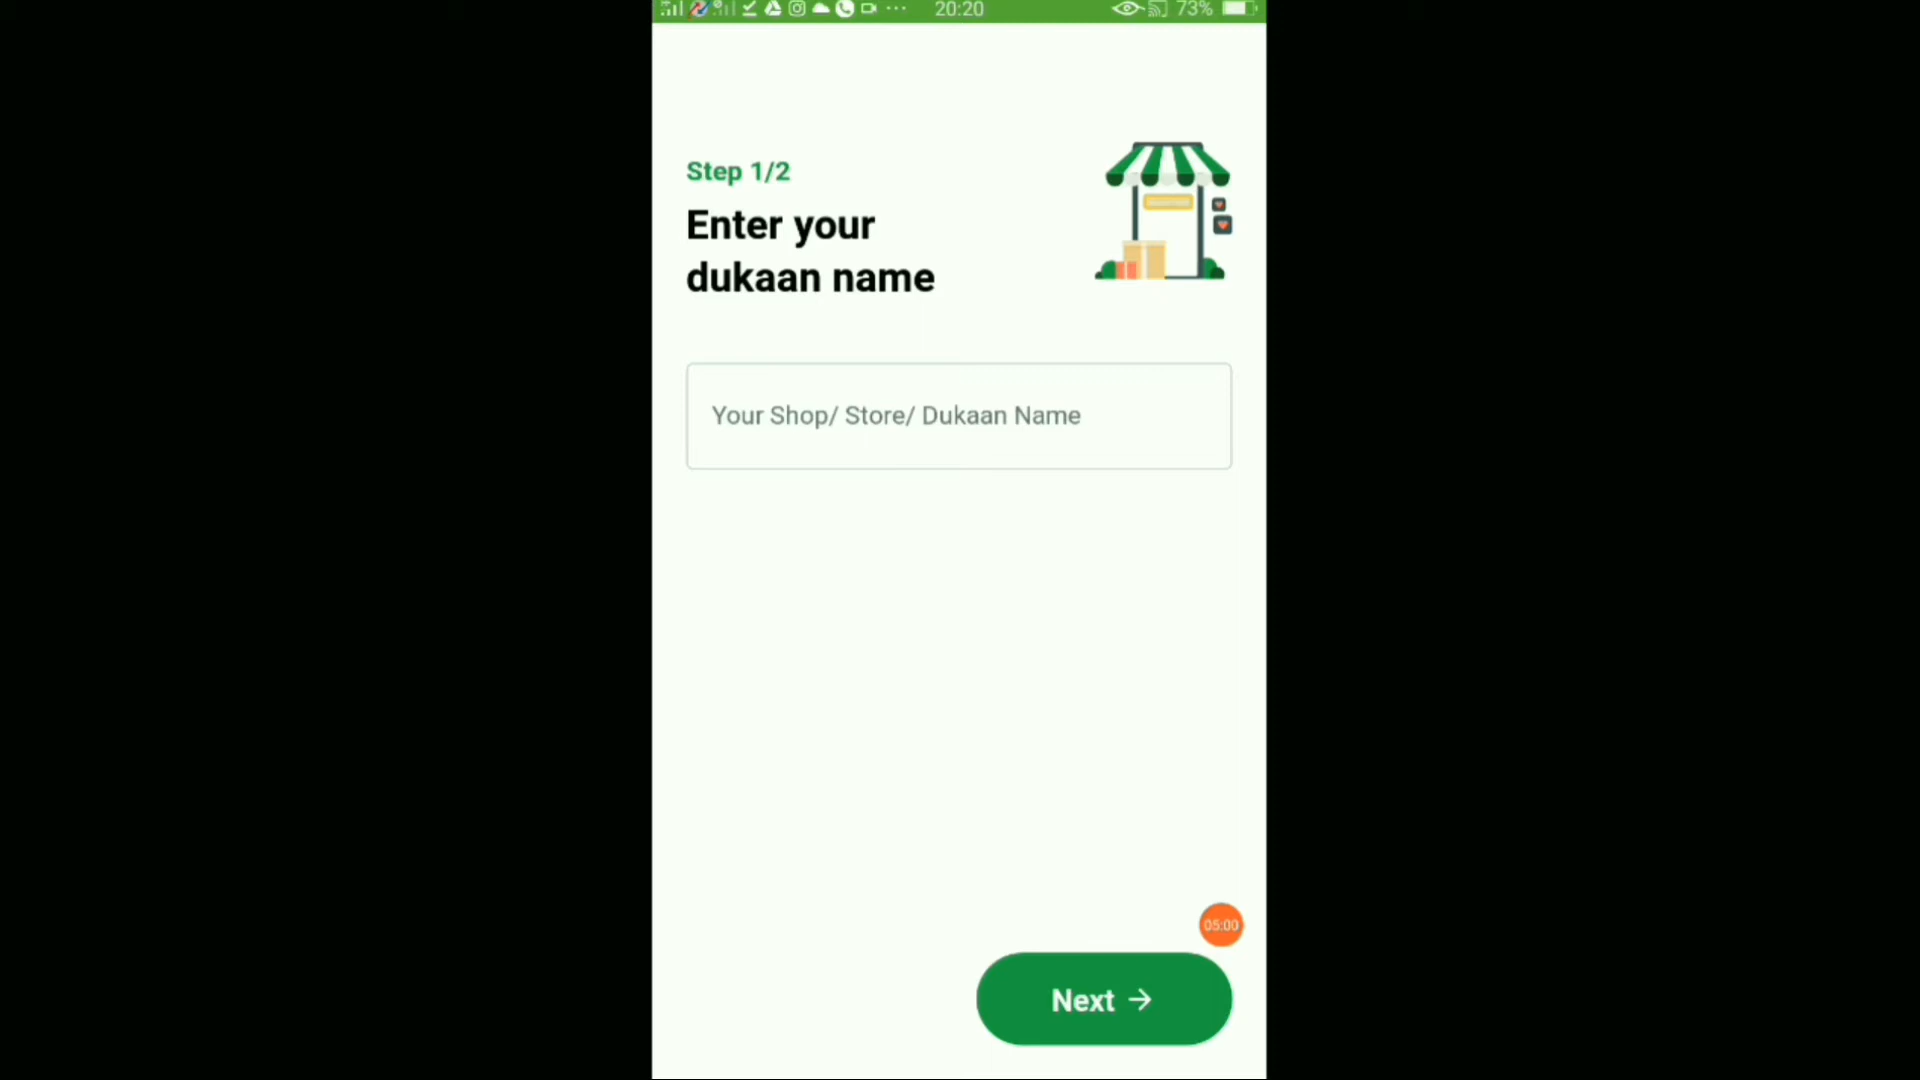 20:20 73%
Step 1/2
Enter your
dukaan name
Your Shop/ Store/ Dukaan Name
05:00
Next →